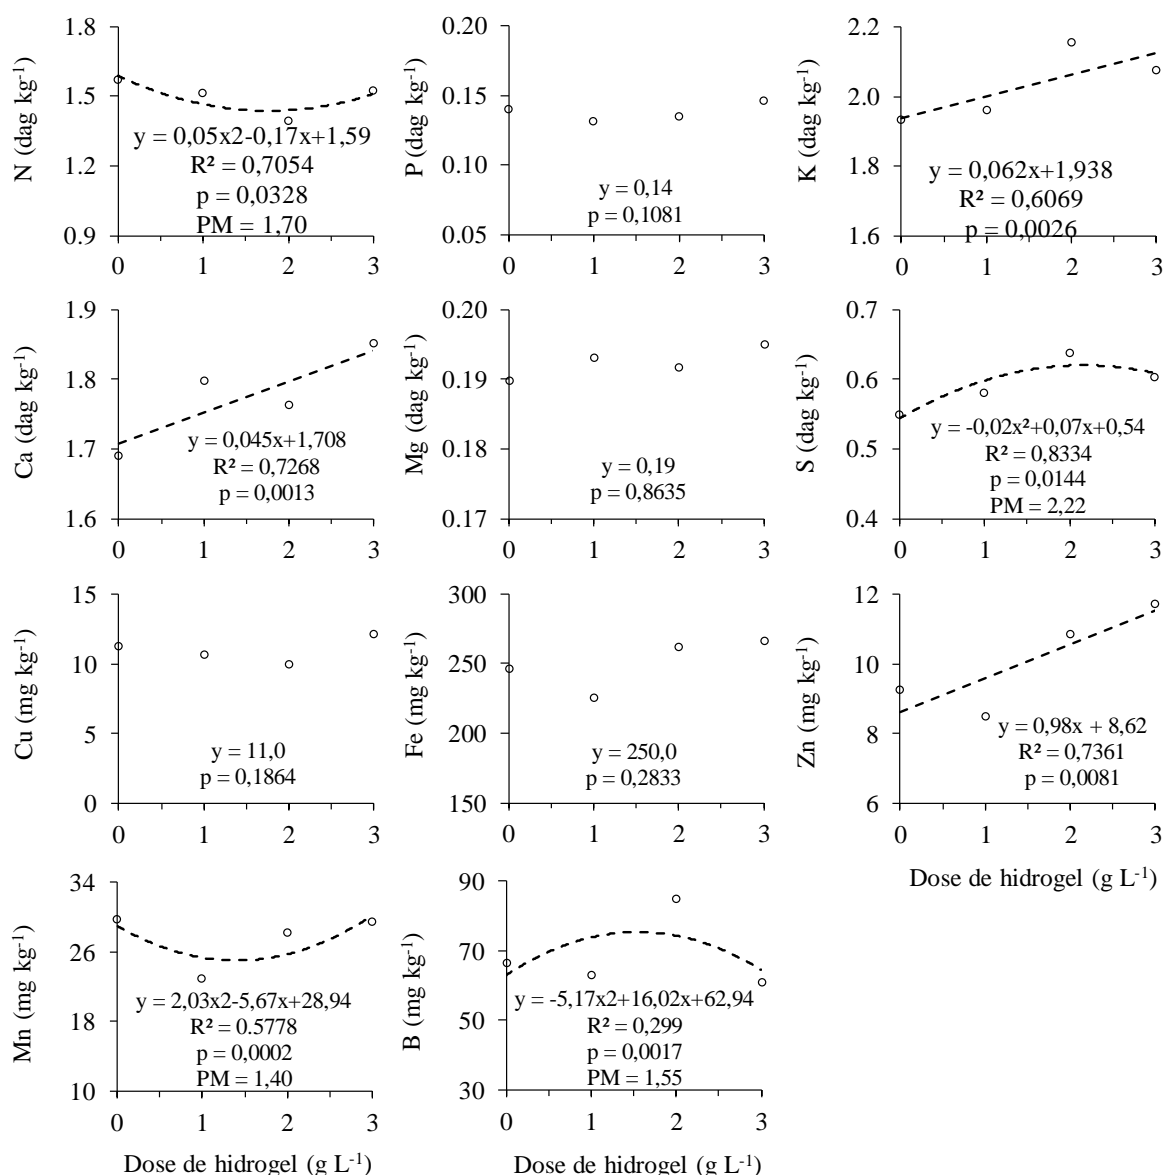 N (dag kg-1)
1.8
1.5
1.2
0.9
y = 0,05x2-0,17x+1,59
R² = 0,7054
p = 0,0328
PM = 1,70
0 1 2 3
P (dag kg-1)
0.20
0.15
0.10
0.05
y = 0,14
p = 0,1081
0 1 2 3
K (dag kg-1)
2.2
2.0
1.8
1.6
y = 0,062x+1,938
R² = 0,6069
p = 0,0026
0 1 2 3
Ca (dag kg-1)
1.9
1.8
1.7
1.6
y = 0,045x+1,708
R² = 0,7268
p = 0,0013
0 1 2 3
Mg (dag kg-1)
0.20
0.19
0.18
0.17
y = 0,19
p = 0,8635
0 1 2 3
S (dag kg-1)
0.7
0.6
0.5
0.4
y = -0,02x²+0,07x+0,54
R² = 0,8334
p = 0,0144
PM = 2,22
0 1 2 3
Cu (mg kg-1)
15
10
5
0
y = 11,0
p = 0,1864
0 1 2 3
Fe (mg kg-1)
300
250
200
150
y = 250,0
p = 0,2833
0 1 2 3
Zn (mg kg-1)
12
10
8
6
y = 0,98x + 8,62
R² = 0,7361
p = 0,0081
0 1 2 3
Dose de hidrogel (g L-1)
Mn (mg kg-1)
34
26
18
10
y = 2,03x2-5,67x+28,94
R² = 0.5778
p = 0,0002
PM = 1,40
0 1 2 3
Dose de hidrogel (g L-1)
B (mg kg-1)
90
70
50
30
y = -5,17x2+16,02x+62,94
R² = 0,299
p = 0,0017
PM = 1,55
0 1 2 3
Dose de hidrogel (g L-1)